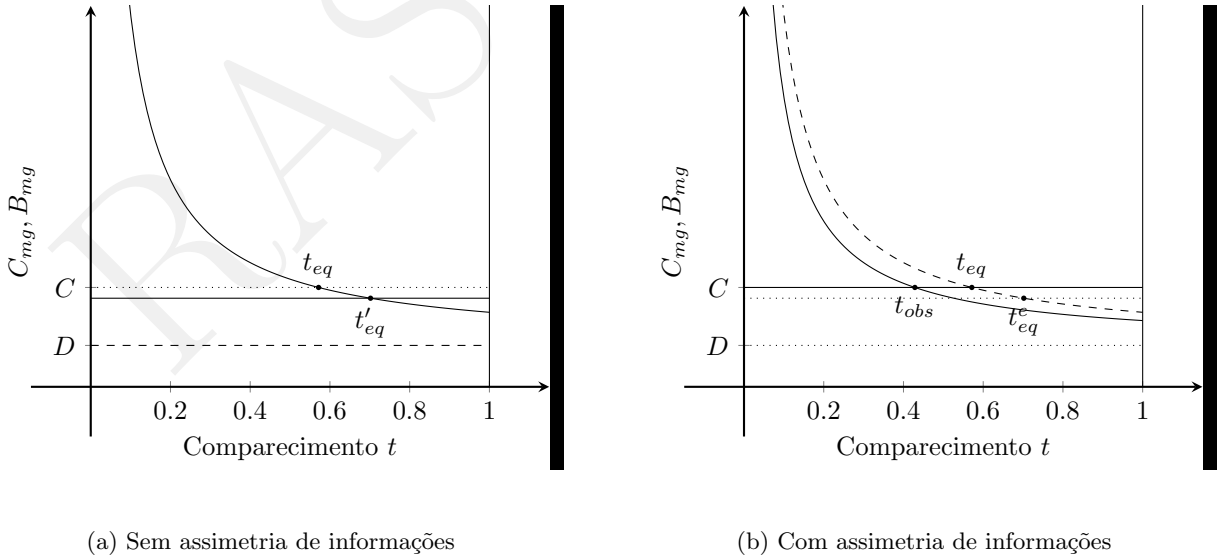 RAS
C_{mg}, B_{mg}
C
D
t_{eq}
t'_{eq}
0.2 0.4 0.6 0.8 1
Comparecimento t
(a) Sem assimetria de informações
C_{mg}, B_{mg}
C
D
t_{eq}
t_{obs}
t^{e}_{eq}
0.2 0.4 0.6 0.8 1
Comparecimento t
(b) Com assimetria de informações